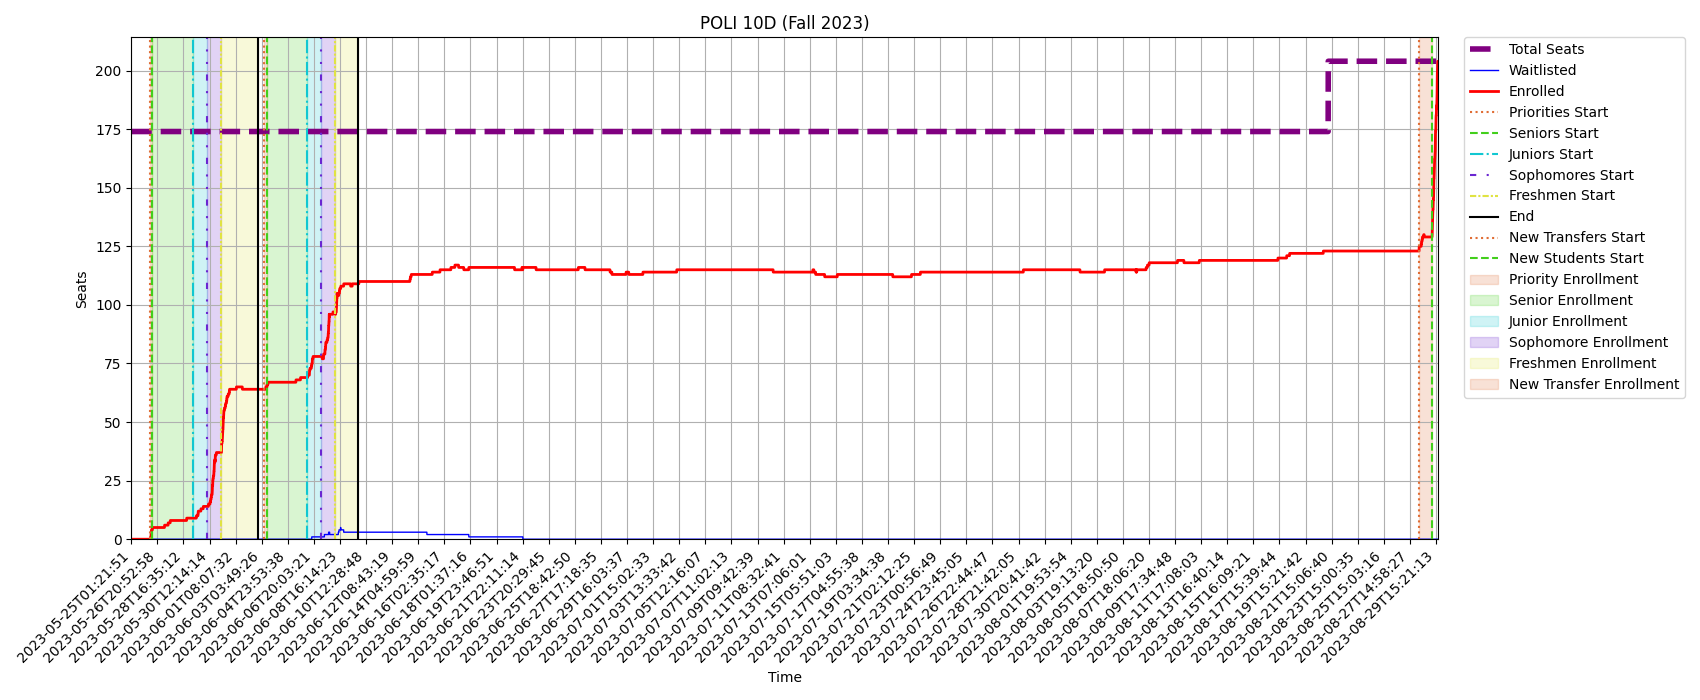 POLI 10D (Fall 2023)
Seats
200
175
150
125
100
75
50
25
0
2023-05-25T01:21:51
2023-05-26T20:52:58
2023-05-28T16:35:12
2023-05-30T12:14:14
2023-06-01T08:07:32
2023-06-03T03:49:26
2023-06-04T23:53:38
2023-06-06T20:03:21
2023-06-08T16:14:23
2023-06-10T12:28:48
2023-06-12T08:43:19
2023-06-14T04:59:59
2023-06-16T02:35:17
2023-06-18T01:37:16
2023-06-19T23:46:51
2023-06-21T22:11:14
2023-06-23T20:29:45
2023-06-25T18:42:50
2023-06-27T17:18:35
2023-06-29T16:03:37
2023-07-01T15:02:33
2023-07-03T13:33:42
2023-07-05T12:16:07
2023-07-07T11:02:13
2023-07-09T09:42:39
2023-07-11T08:32:41
2023-07-13T07:06:01
2023-07-15T05:51:03
2023-07-17T04:55:38
2023-07-19T03:34:38
2023-07-21T02:12:25
2023-07-23T00:56:49
2023-07-24T23:45:05
2023-07-26T22:44:47
2023-07-28T21:42:05
2023-07-30T20:41:42
2023-08-01T19:53:54
2023-08-03T19:13:20
2023-08-05T18:50:50
2023-08-07T18:06:20
2023-08-09T17:34:48
2023-08-11T17:08:03
2023-08-13T16:40:14
2023-08-15T16:09:21
2023-08-17T15:39:44
2023-08-19T15:21:42
2023-08-21T15:06:40
2023-08-23T15:00:35
2023-08-25T15:03:16
2023-08-27T14:58:27
2023-08-29T15:21:13
Time
Total Seats
Waitlisted
Enrolled
Priorities Start
Seniors Start
Juniors Start
Sophomores Start
Freshmen Start
End
New Transfers Start
New Students Start
Priority Enrollment
Senior Enrollment
Junior Enrollment
Sophomore Enrollment
Freshmen Enrollment
New Transfer Enrollment